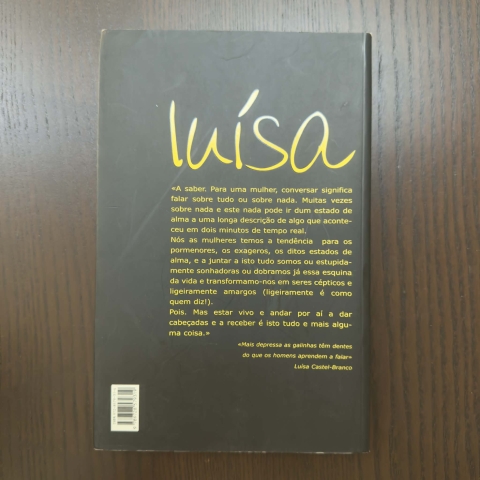 luísa
«A saber. Para uma mulher, conversar significa
falar sobre tudo ou sobre nada. Muitas vezes
sobre nada e este nada pode ir dum estado de
alma a uma longa descrição de algo que aconte-
ceu em dois minutos de tempo real.
Nós as mulheres temos a tendência para os
pormenores, os exageros, os ditos estados de
alma, e a juntar a isto tudo somos ou estupida-
mente sonhadoras ou dobramos já essa esquina
da vida e transformamo-nos em seres cépticos e
ligeiramente amargos (ligeiramente é como
quem diz!).
Pois. Mas estar vivo e andar por aí a dar
cabeçadas e a receber é isto tudo e mais algu-
ma coisa.»
«Mais depressa as galinhas têm dentes
do que os homens aprendem a falar»
Luísa Castel-Branco